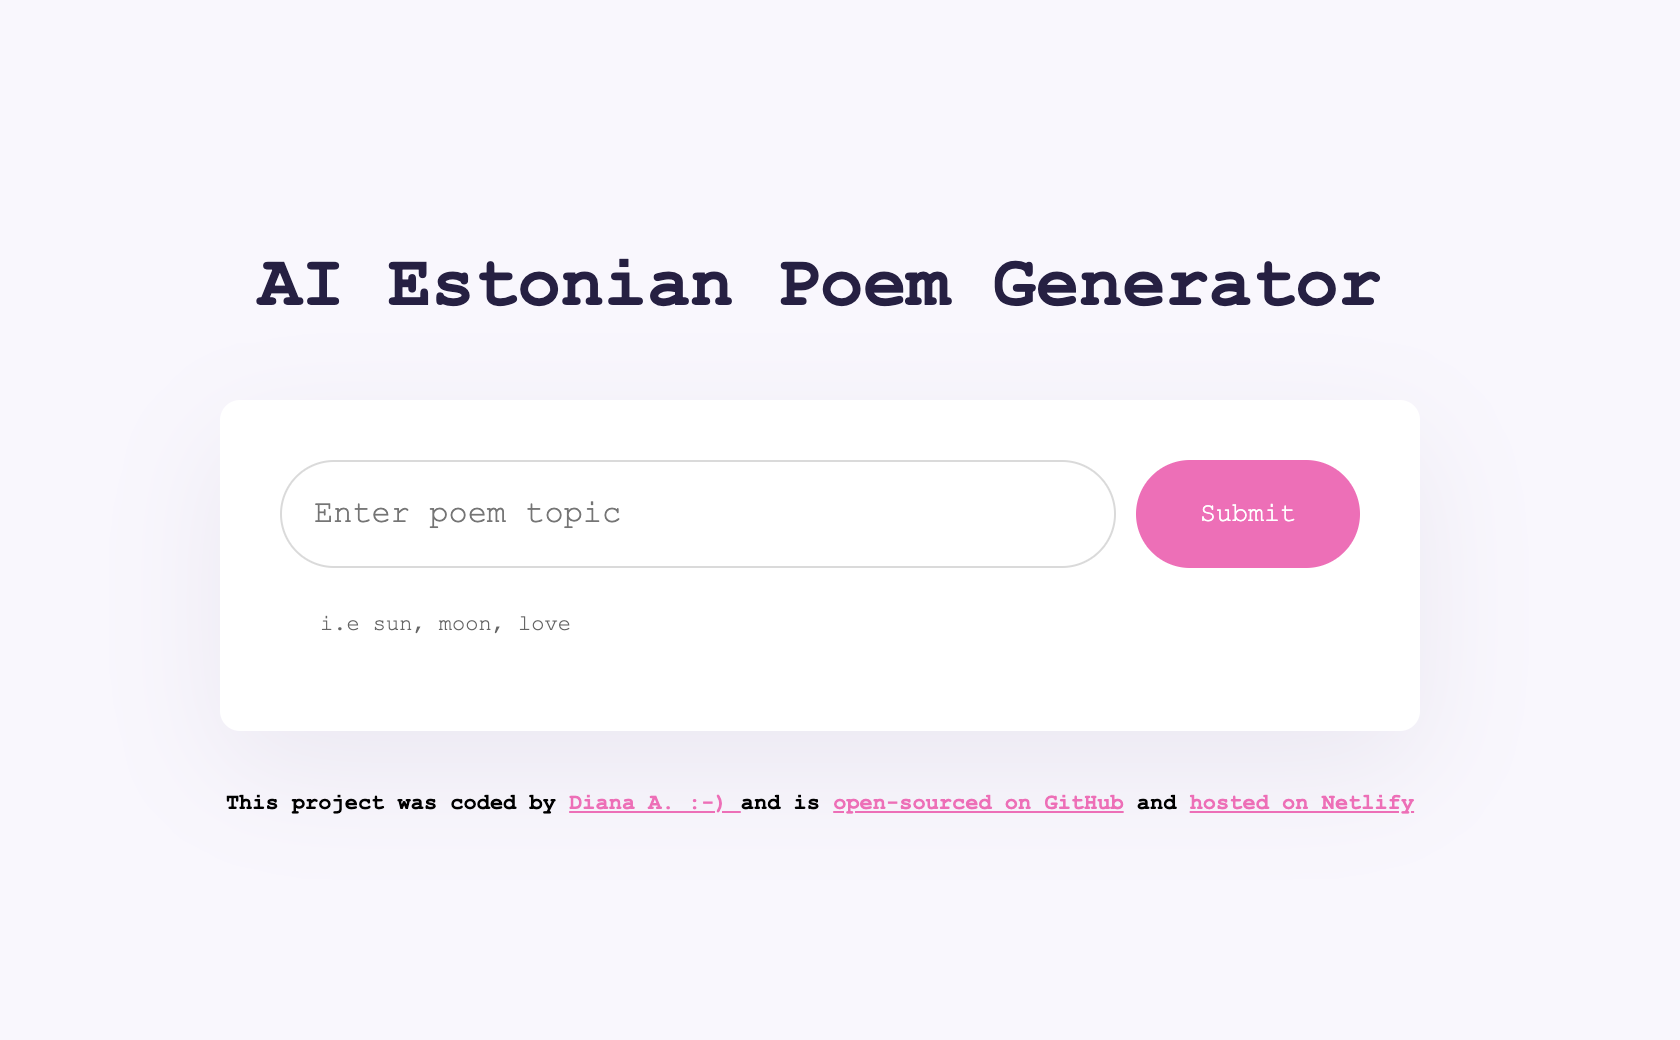 AI Estonian Poem Generator
Enter poem topic
Submit
i.e sun, moon, love
This project was coded by Diana A. :-) and is open-sourced on GitHub and hosted on Netlify